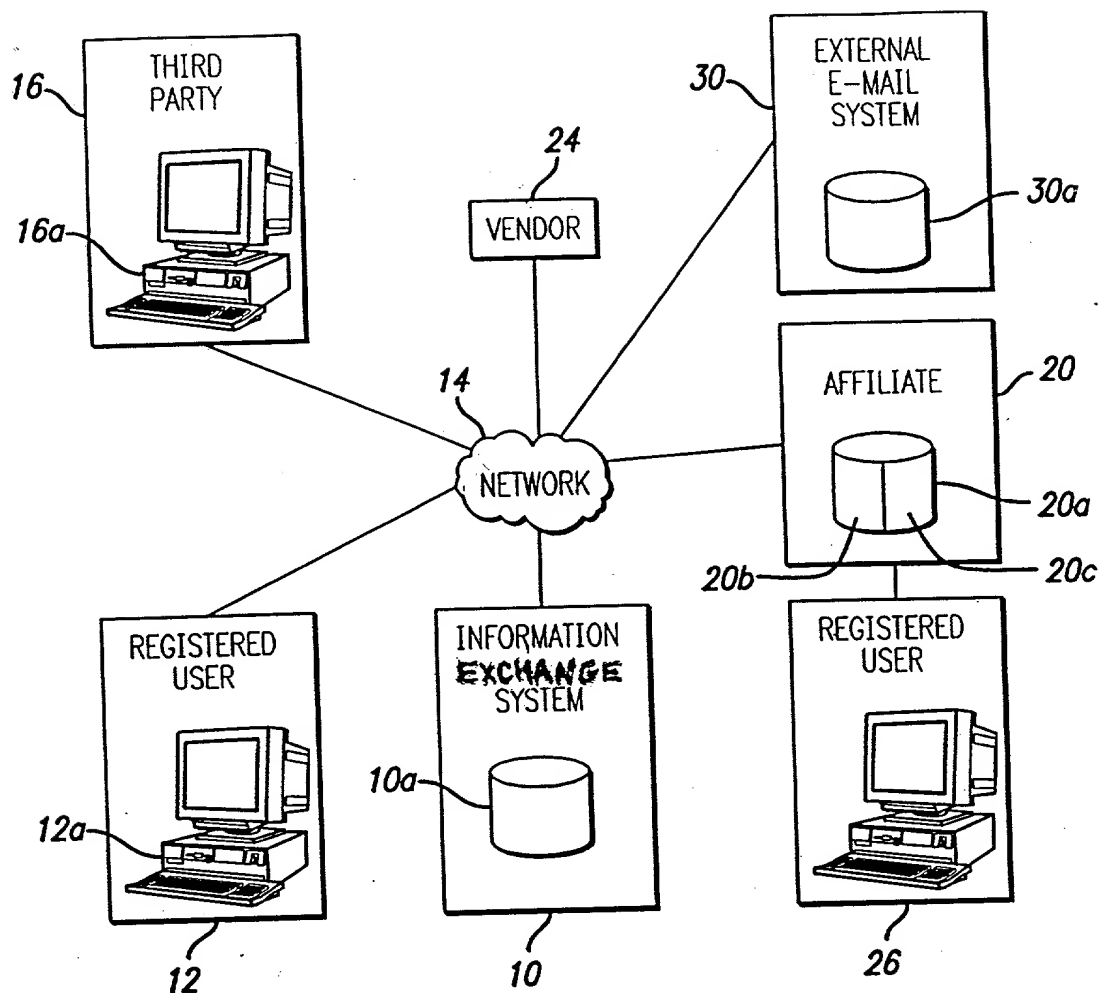 THIRD
PARTY
16
16a
24
VENDOR
EXTERNAL
E-MAIL
SYSTEM
30
30a
14
NETWORK
AFFILIATE
20
20a
20b
20c
REGISTERED
USER
12a
12
INFORMATION
EXCHANGE
SYSTEM
10a
10
REGISTERED
USER
26